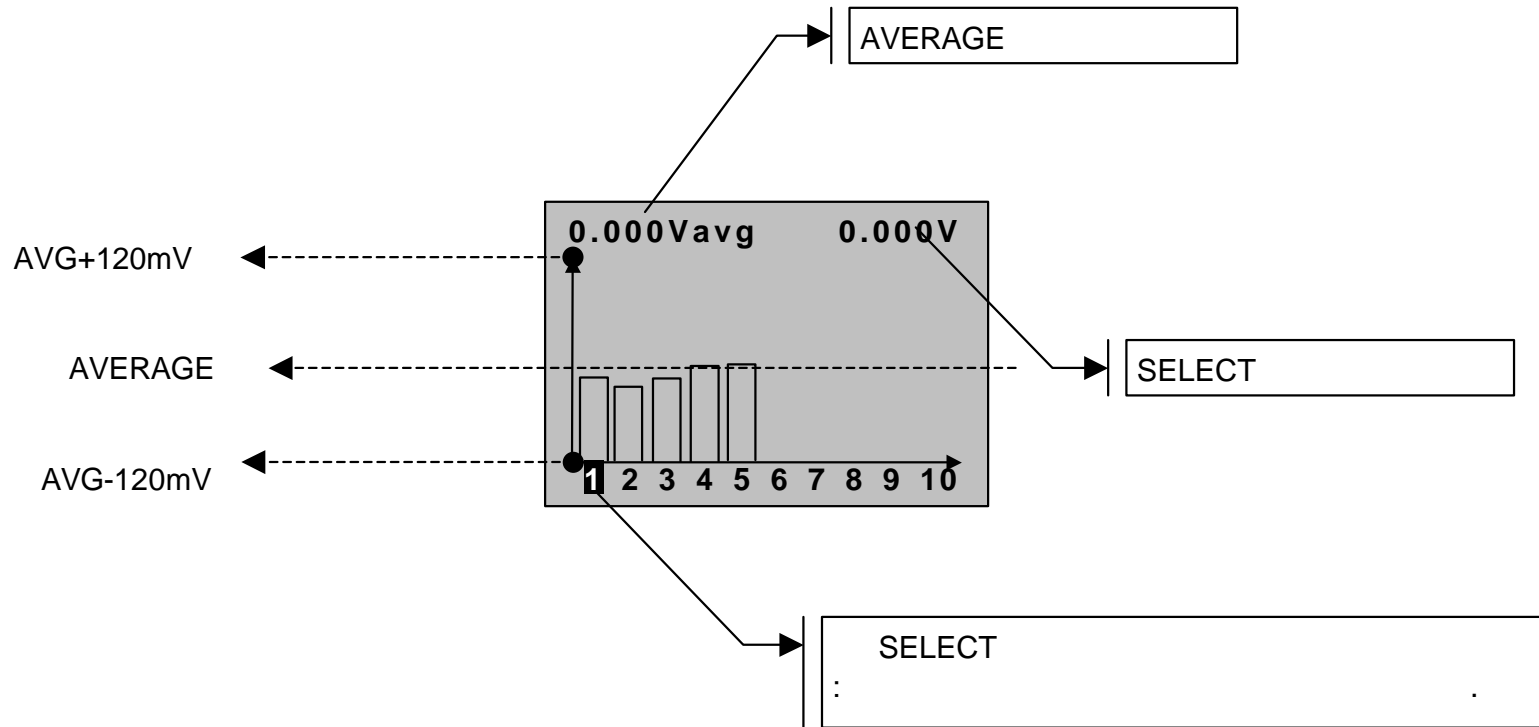 AVERAGE
0.000Vavg 0.000V
AVG+120mV
AVERAGE
SELECT
AVG-120mV
1 2 3 4 5 6 7 8 9 10
SELECT
: .